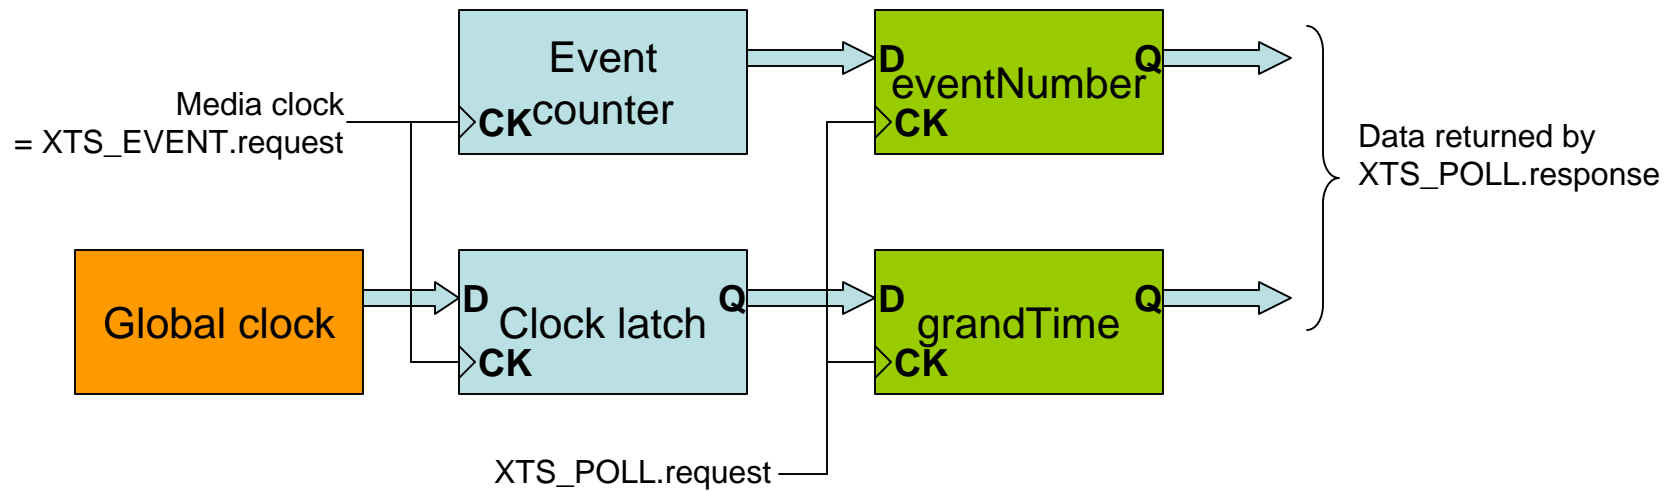 Event
counter
CK
D
Q
eventNumber
CK
Media clock
= XTS_EVENT.request
Data returned by
XTS_POLL.response
Global clock
D
Q
Clock latch
CK
D
Q
grandTime
CK
XTS_POLL.request